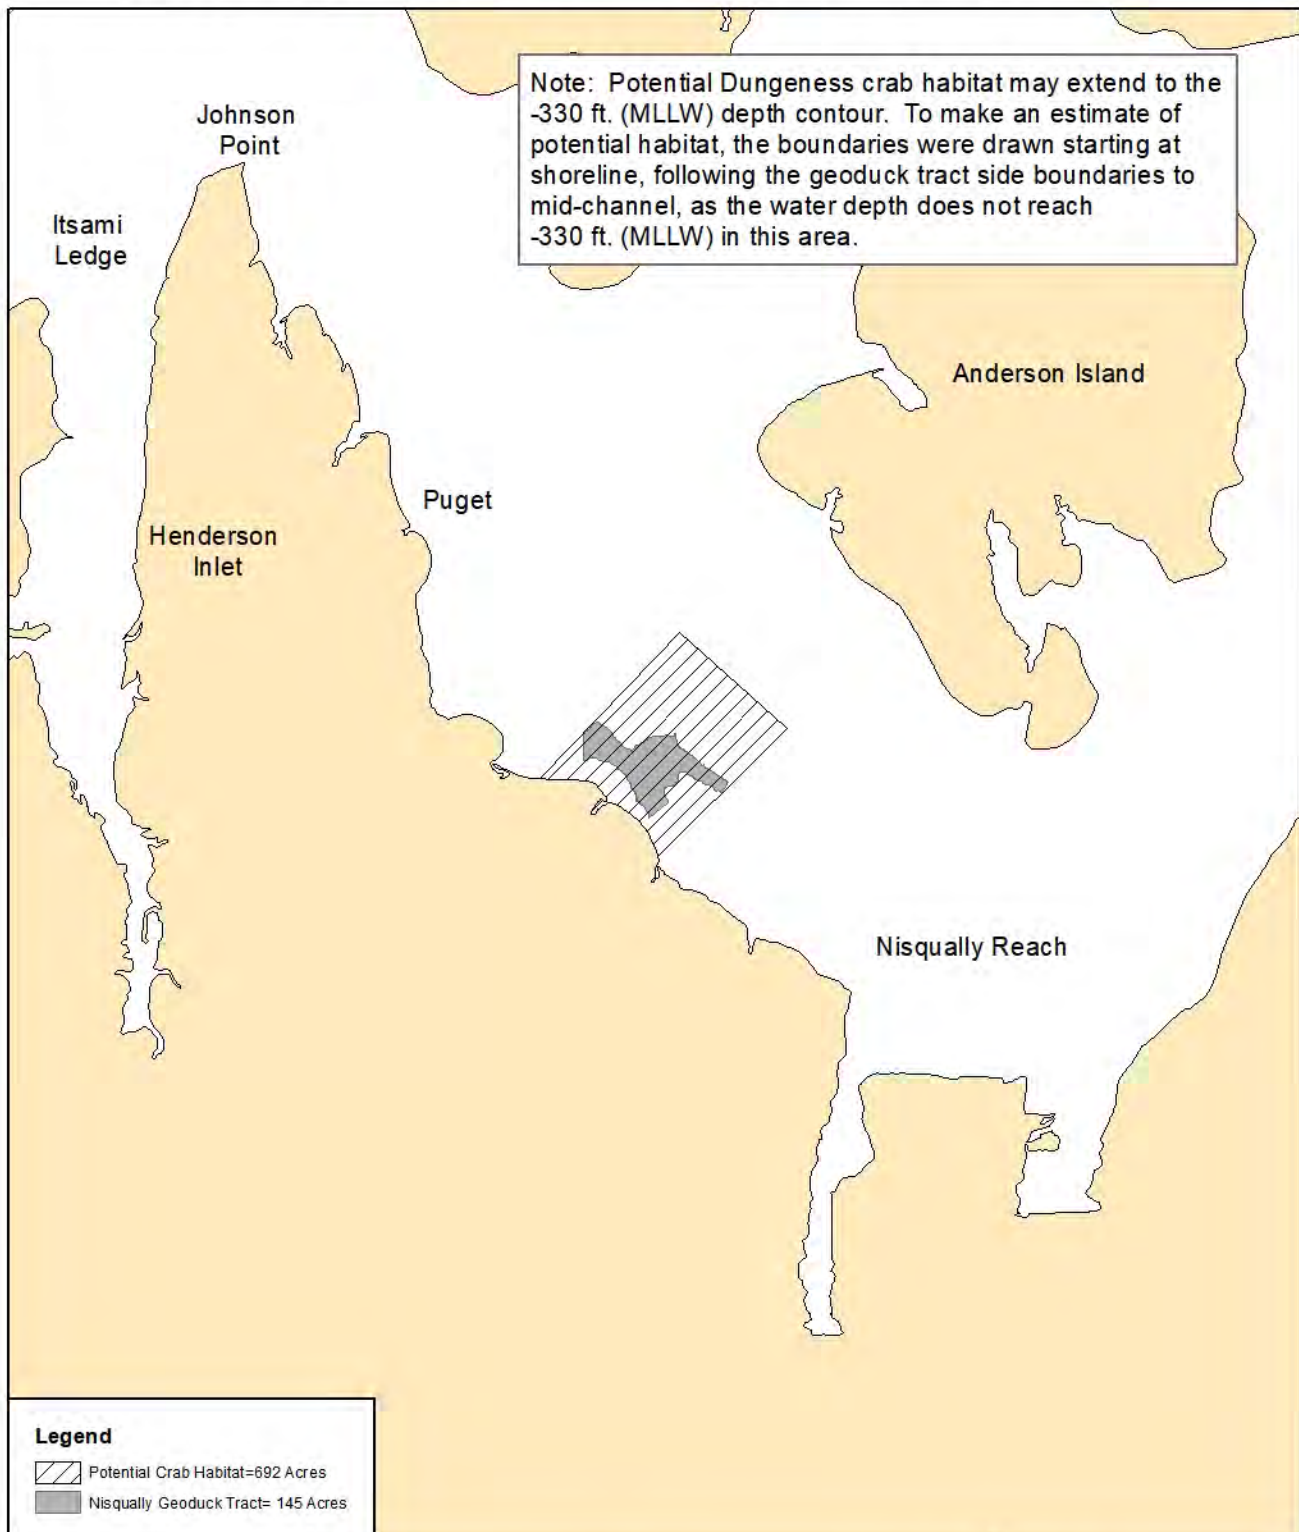 Note:  Potential Dungeness crab habitat may extend to the
-330 ft. (MLLW) depth contour.  To make an estimate of
potential habitat, the boundaries were drawn starting at
shoreline, following the geoduck tract side boundaries to
mid-channel, as the water depth does not reach
-330 ft. (MLLW) in this area.
Johnson
Point
Itsami
Ledge
Anderson Island
Puget
Henderson
Inlet
Nisqually Reach
Legend
Potential Crab Habitat=692 Acres
Nisqually Geoduck Tract= 145 Acres